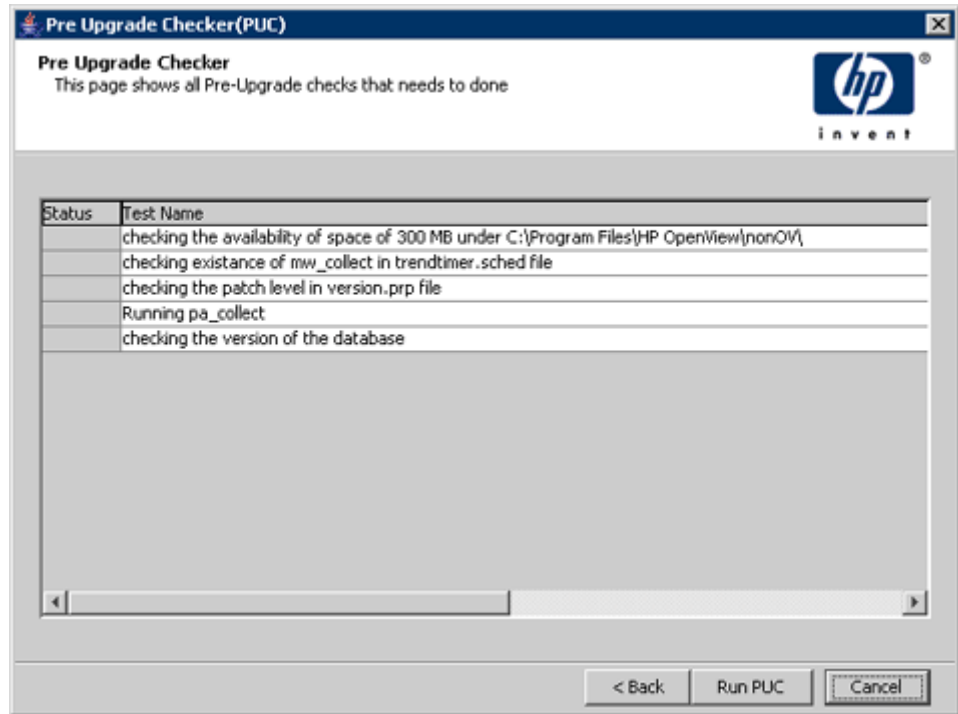 Pre Upgrade Checker(PUC)
Pre Upgrade Checker
This page shows all Pre-Upgrade checks that needs to done
hp
®
invent
Status Test Name
checking the availability of space of 300 MB under C:\Program Files\HP OpenView\nonOV\
checking existance of mw_collect in trendtimer.sched file
checking the patch level in version.prp file
Running pa_collect
checking the version of the database
< Back Run PUC Cancel